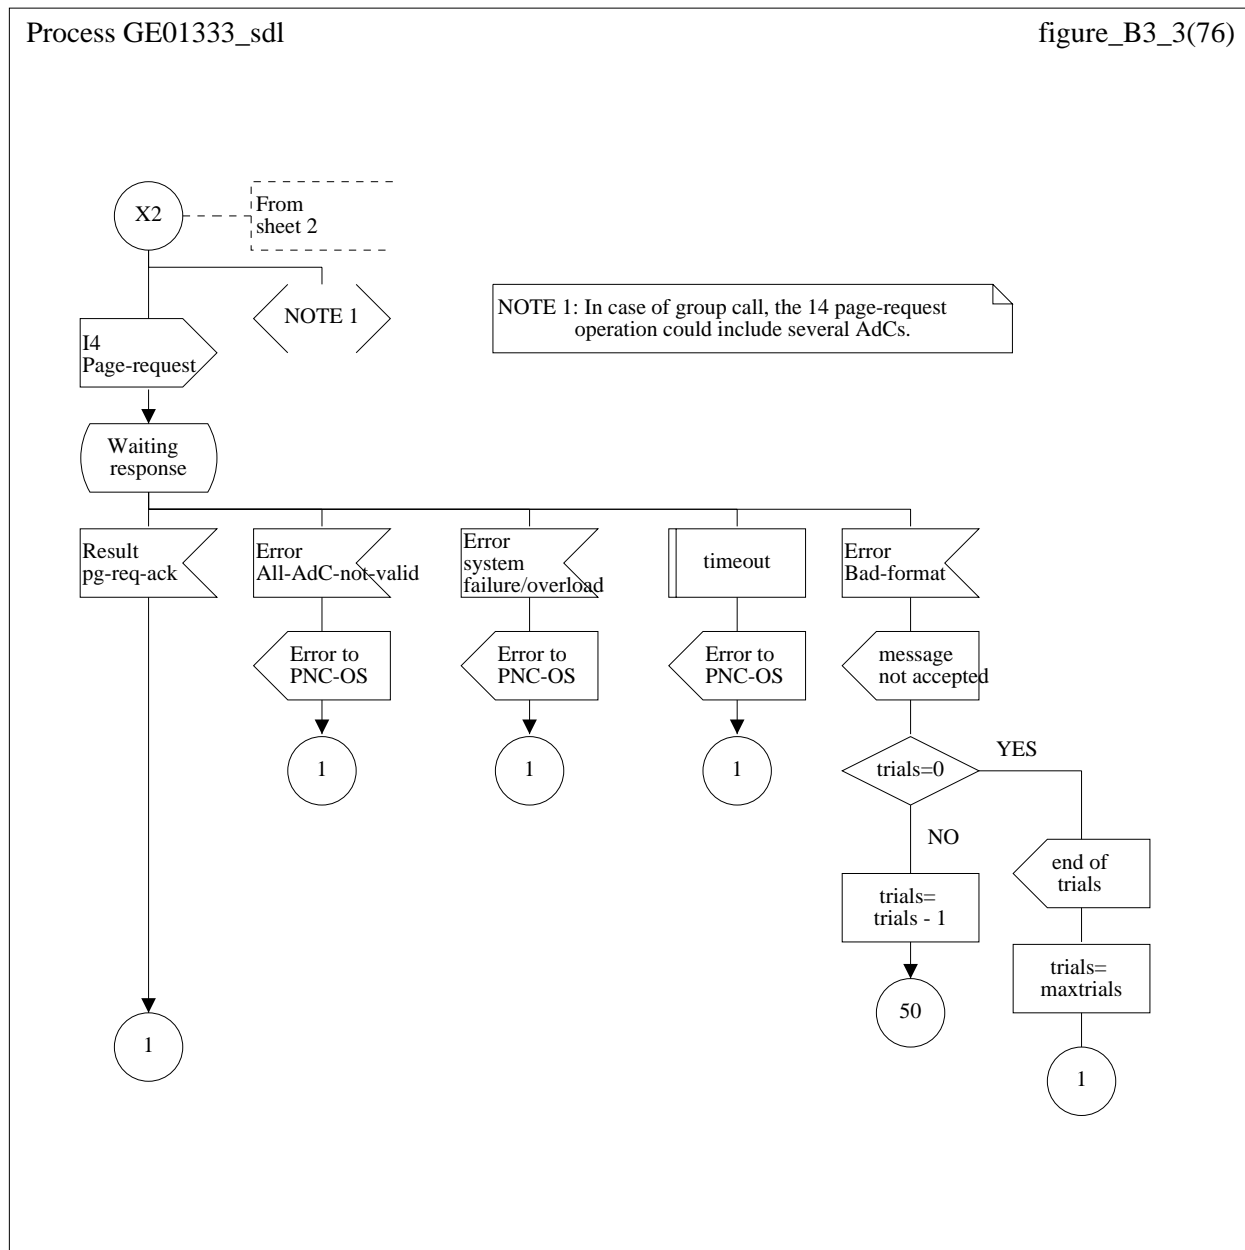 Process GE01333_sdl
figure_B3_3(76)
X2
From
sheet 2
NOTE 1
NOTE 1: In case of group call, the 14 page-request
operation could include several AdCs.
I4
Page-request
Waiting
response
Result
pg-req-ack
Error
All-AdC-not-valid
Error
system
failure/overload
timeout
Error
Bad-format
Error to
PNC-OS
Error to
PNC-OS
Error to
PNC-OS
message
not accepted
1
1
1
trials=0
YES
NO
end of
trials
trials=
trials - 1
trials=
maxtrials
50
1
1